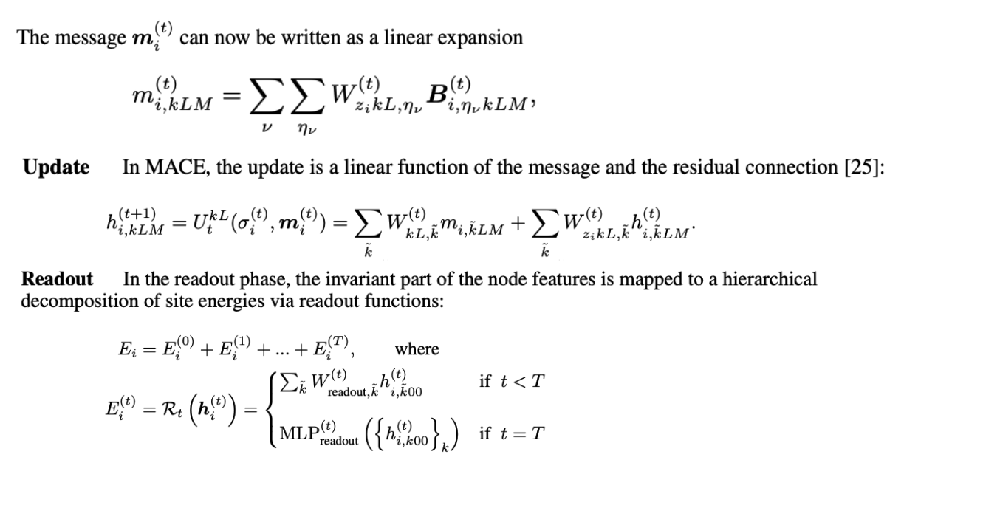 The message $\boldsymbol{m}_i^{(t)}$ can now be written as a linear expansion
$m_{i,kLM}^{(t)} = \sum_{\nu} \sum_{\eta_\nu} W_{z_i kL,\eta_\nu}^{(t)} \boldsymbol{B}_{i,\eta_\nu kLM}^{(t)},$
Update In MACE, the update is a linear function of the message and the residual connection [25]:
$h_{i,kLM}^{(t+1)} = U_t^{kL}(\sigma_i^{(t)}, \boldsymbol{m}_i^{(t)}) = \sum_{\tilde{k}} W_{kL,\tilde{k}}^{(t)} m_{i,\tilde{k}LM} + \sum_{\tilde{k}} W_{z_i kL,\tilde{k}}^{(t)} h_{i,\tilde{k}LM}^{(t)}.$
Readout In the readout phase, the invariant part of the node features is mapped to a hierarchical
decomposition of site energies via readout functions:
$E_i = E_i^{(0)} + E_i^{(1)} + ... + E_i^{(T)},$ where
$E_i^{(t)} = \mathcal{R}_t \left( \boldsymbol{h}_i^{(t)} \right) = \begin{cases} \sum_{\tilde{k}} W_{\text{readout},\tilde{k}}^{(t)} h_{i,\tilde{k}00}^{(t)} & \text{if } t < T \\ \text{MLP}_{\text{readout}}^{(t)} \left( \left\{ h_{i,k00}^{(t)} \right\}_k \right) & \text{if } t = T \end{cases}$